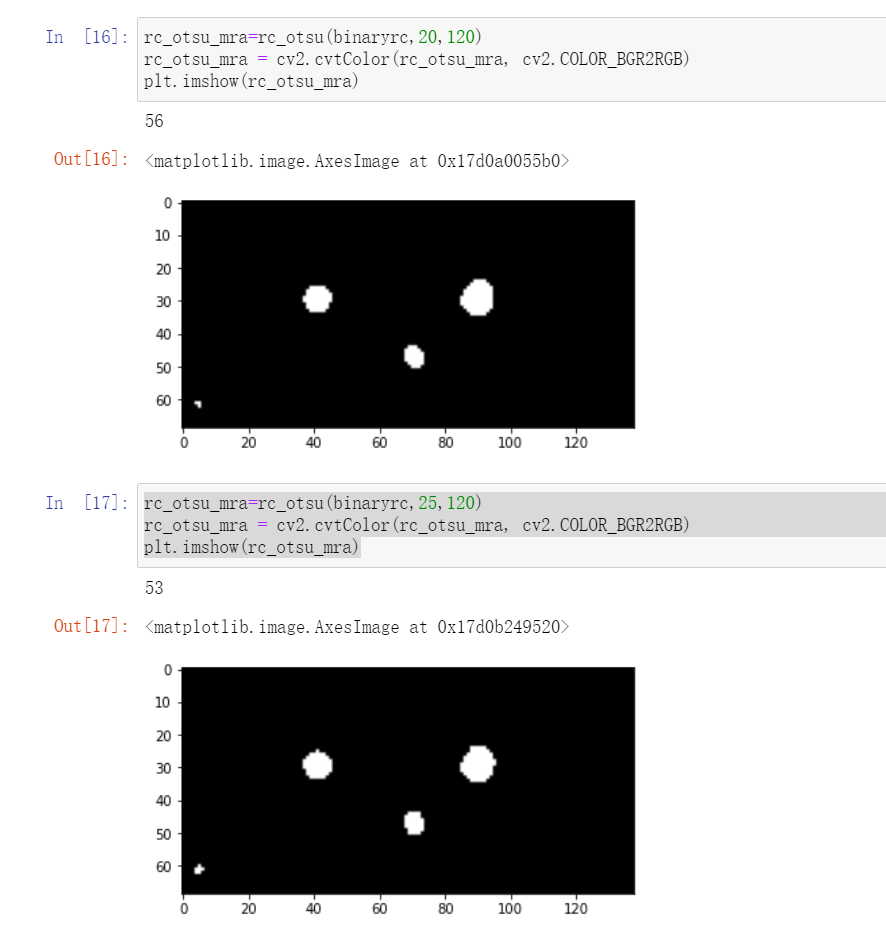 In [16]: rc_otsu_mra=rc_otsu(binaryrc,20,120)
rc_otsu_mra = cv2.cvtColor(rc_otsu_mra, cv2.COLOR_BGR2RGB)
plt.imshow(rc_otsu_mra)
56
Out[16]: <matplotlib.image.AxesImage at 0x17d0a0055b0>
0
10
20
30
40
50
60
0 20 40 60 80 100 120
In [17]: rc_otsu_mra=rc_otsu(binaryrc,25,120)
rc_otsu_mra = cv2.cvtColor(rc_otsu_mra, cv2.COLOR_BGR2RGB)
plt.imshow(rc_otsu_mra)
53
Out[17]: <matplotlib.image.AxesImage at 0x17d0b249520>
0
10
20
30
40
50
60
0 20 40 60 80 100 120